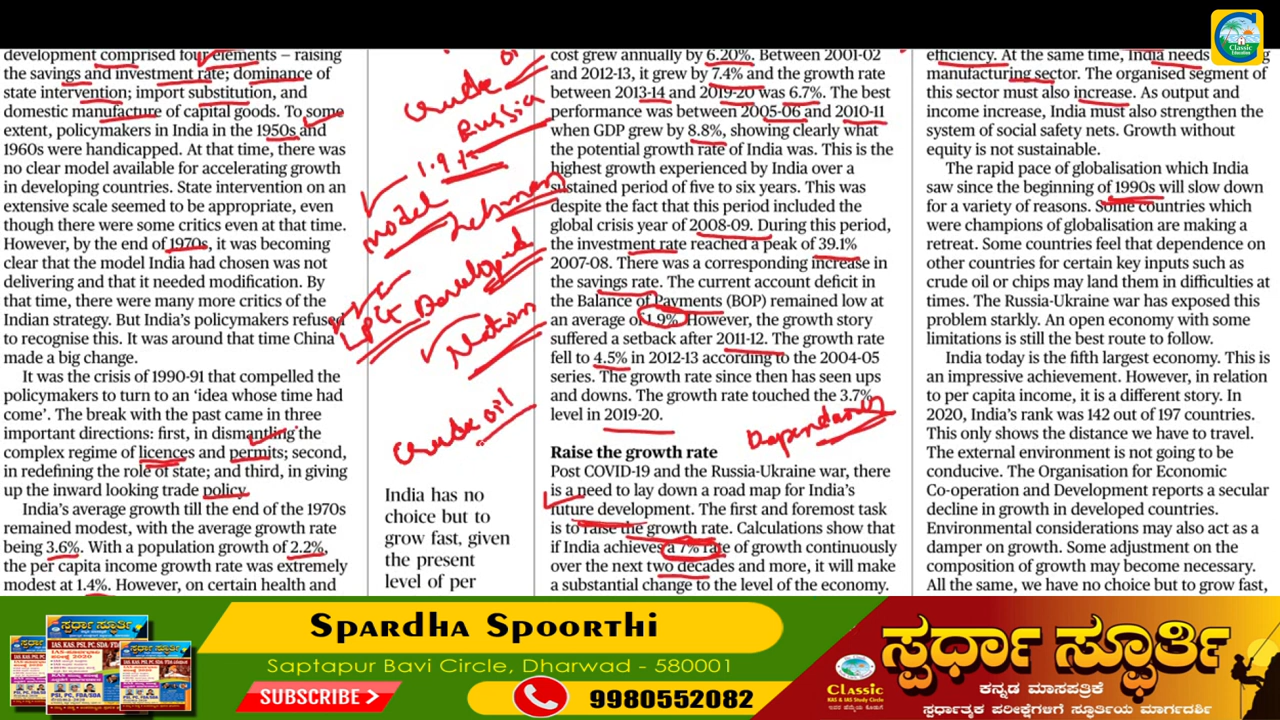 development comprised four elements — raising
the savings and investment rate; dominance of
state intervention; import substitution, and
domestic manufacture of capital goods. To some
extent, policymakers in India in the 1950s and
1960s were handicapped. At that time, there was
no clear model available for accelerating growth
in developing countries. State intervention on an
extensive scale seemed to be appropriate, even
though there were some critics even at that time.
However, by the end of 1970s, it was becoming
clear that the model India had chosen was not
delivering and that it needed modification. By
that time, there were many more critics of the
Indian strategy. But India's policymakers refused
to recognise this. It was around that time China
made a big change.
It was the crisis of 1990-91 that compelled the
policymakers to turn to an 'idea whose time had
come'. The break with the past came in three
important directions: first, in dismantling the
complex regime of licences and permits; second,
in redefining the role of state; and third, in giving
up the inward looking trade policy.
India's average growth till the end of the 1970s
remained modest, with the average growth rate
being 3.6%. With a population growth of 2.2%,
the per capita income growth rate was extremely
modest at 1.4%. However, on certain health and
crude oil
Russia
1.9%
model
Lehman
LPG Developed
Nation
crude oil
India has no
choice but to
grow fast, given
the present
level of per
cost grew annually by 6.20%. Between 2001-02
and 2012-13, it grew by 7.4% and the growth rate
between 2013-14 and 2019-20 was 6.7%. The best
performance was between 2005-06 and 2010-11
when GDP grew by 8.8%, showing clearly what
the potential growth rate of India was. This is the
highest growth experienced by India over a
sustained period of five to six years. This was
despite the fact that this period included the
global crisis year of 2008-09. During this period,
the investment rate reached a peak of 39.1%
2007-08. There was a corresponding increase in
the savings rate. The current account deficit in
the Balance of Payments (BOP) remained low at
an average of 1.9%. However, the growth story
suffered a setback after 2011-12. The growth rate
fell to 4.5% in 2012-13 according to the 2004-05
series. The growth rate since then has seen ups
and downs. The growth rate touched the 3.7%
level in 2019-20.
Dependancy
Raise the growth rate
Post COVID-19 and the Russia-Ukraine war, there
is a need to lay down a road map for India's
future development. The first and foremost task
is to raise the growth rate. Calculations show that
if India achieves a 7% rate of growth continuously
over the next two decades and more, it will make
a substantial change to the level of the economy.
efficiency. At the same time, India needs
manufacturing sector. The organised segment of
this sector must also increase. As output and
income increase, India must also strengthen the
system of social safety nets. Growth without
equity is not sustainable.
The rapid pace of globalisation which India
saw since the beginning of 1990s will slow down
for a variety of reasons. Some countries which
were champions of globalisation are making a
retreat. Some countries feel that dependence on
other countries for certain key inputs such as
crude oil or chips may land them in difficulties at
times. The Russia-Ukraine war has exposed this
problem starkly. An open economy with some
limitations is still the best route to follow.
India today is the fifth largest economy. This is
an impressive achievement. However, in relation
to per capita income, it is a different story. In
2020, India's rank was 142 out of 197 countries.
This only shows the distance we have to travel.
The external environment is not going to be
conducive. The Organisation for Economic
Co-operation and Development reports a secular
decline in growth in developed countries.
Environmental considerations may also act as a
damper on growth. Some adjustment on the
composition of growth may become necessary.
All the same, we have no choice but to grow fast,
Classic
Education
ಸ್ಪರ್ಧಾ ಸ್ಫೂರ್ತಿ
Spardha Spoorthi
Saptapur Bavi Circle, Dharwad - 580001
SUBSCRIBE >
9980552082
Classic
KAS & IAS Study Circle
ಸ್ಪರ್ಧಾ ಸ್ಫೂರ್ತಿ
ಕನ್ನಡ ಮಾಸಪತ್ರಿಕೆ
ಸ್ಪರ್ಧಾತ್ಮಕ ಪರೀಕ್ಷೆಗಳಿಗೆ ಸ್ಫೂರ್ತಿಯ ಮಾರ್ಗದರ್ಶಿ